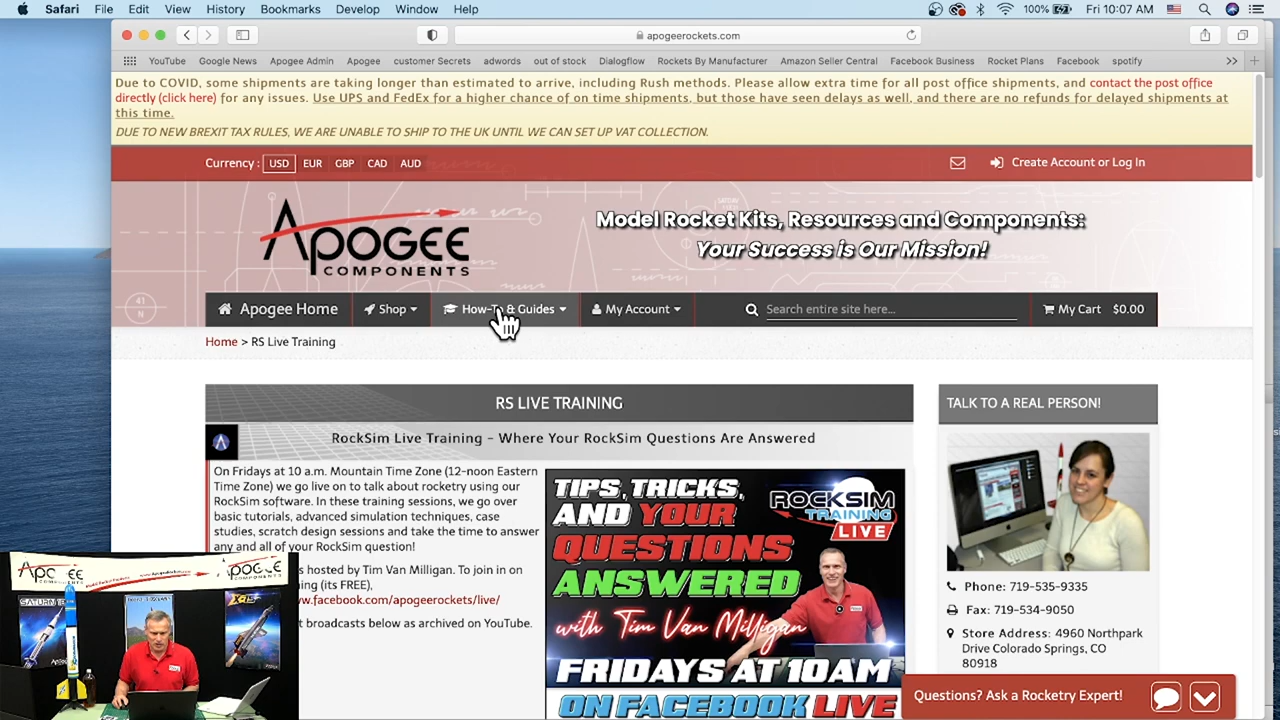 Safari File Edit View History Bookmarks Develop Window Help 100% Fri 10:07 AM
apogeerockets.com
YouTube Google News Apogee Admin Apogee customer Secrets adwords out of stock Dialogflow Rockets By Manufacturer Amazon Seller Central Facebook Business Rocket Plans Facebook spotify
Due to COVID, some shipments are taking longer than estimated to arrive, including Rush methods. Please allow extra time for all post office shipments, and contact the post office
directly (click here) for any issues. Use UPS and FedEx for a higher chance of on time shipments, but those have seen delays as well, and there are no refunds for delayed shipments at
this time.
DUE TO NEW BREXIT TAX RULES, WE ARE UNABLE TO SHIP TO THE UK UNTIL WE CAN SET UP VAT COLLECTION.
Currency : USD EUR GBP CAD AUD
Create Account or Log In
APOGEE
COMPONENTS
Model Rocket Kits, Resources and Components:
Your Success is Our Mission!
Apogee Home Shop How-To & Guides My Account Search entire site here... My Cart $0.00
Home > RS Live Training
RS LIVE TRAINING
RockSim Live Training - Where Your RockSim Questions Are Answered
On Fridays at 10 a.m. Mountain Time Zone (12-noon Eastern
Time Zone) we go live on to talk about rocketry using our
RockSim software. In these training sessions, we go over
basic tutorials, advanced simulation techniques, case
studies, scratch design sessions and take the time to answer
any and all of your RockSim question!
s hosted by Tim Van Milligan. To join in on
ning (its FREE),
w.facebook.com/apogeerockets/live/
t broadcasts below as archived on YouTube.
TIPS, TRICKS,
AND YOUR
QUESTIONS
ANSWERED
with Tim Van Milligan
FRIDAYS AT 10AM
ON FACEBOOK LIVE
ROCKSIM
TRAINING
LIVE
TALK TO A REAL PERSON!
Phone: 719-535-9335
Fax: 719-534-9050
Store Address: 4960 Northpark
Drive Colorado Springs, CO
80918
Questions? Ask a Rocketry Expert!
COMPONENTS
COMPONENTS
SATURN